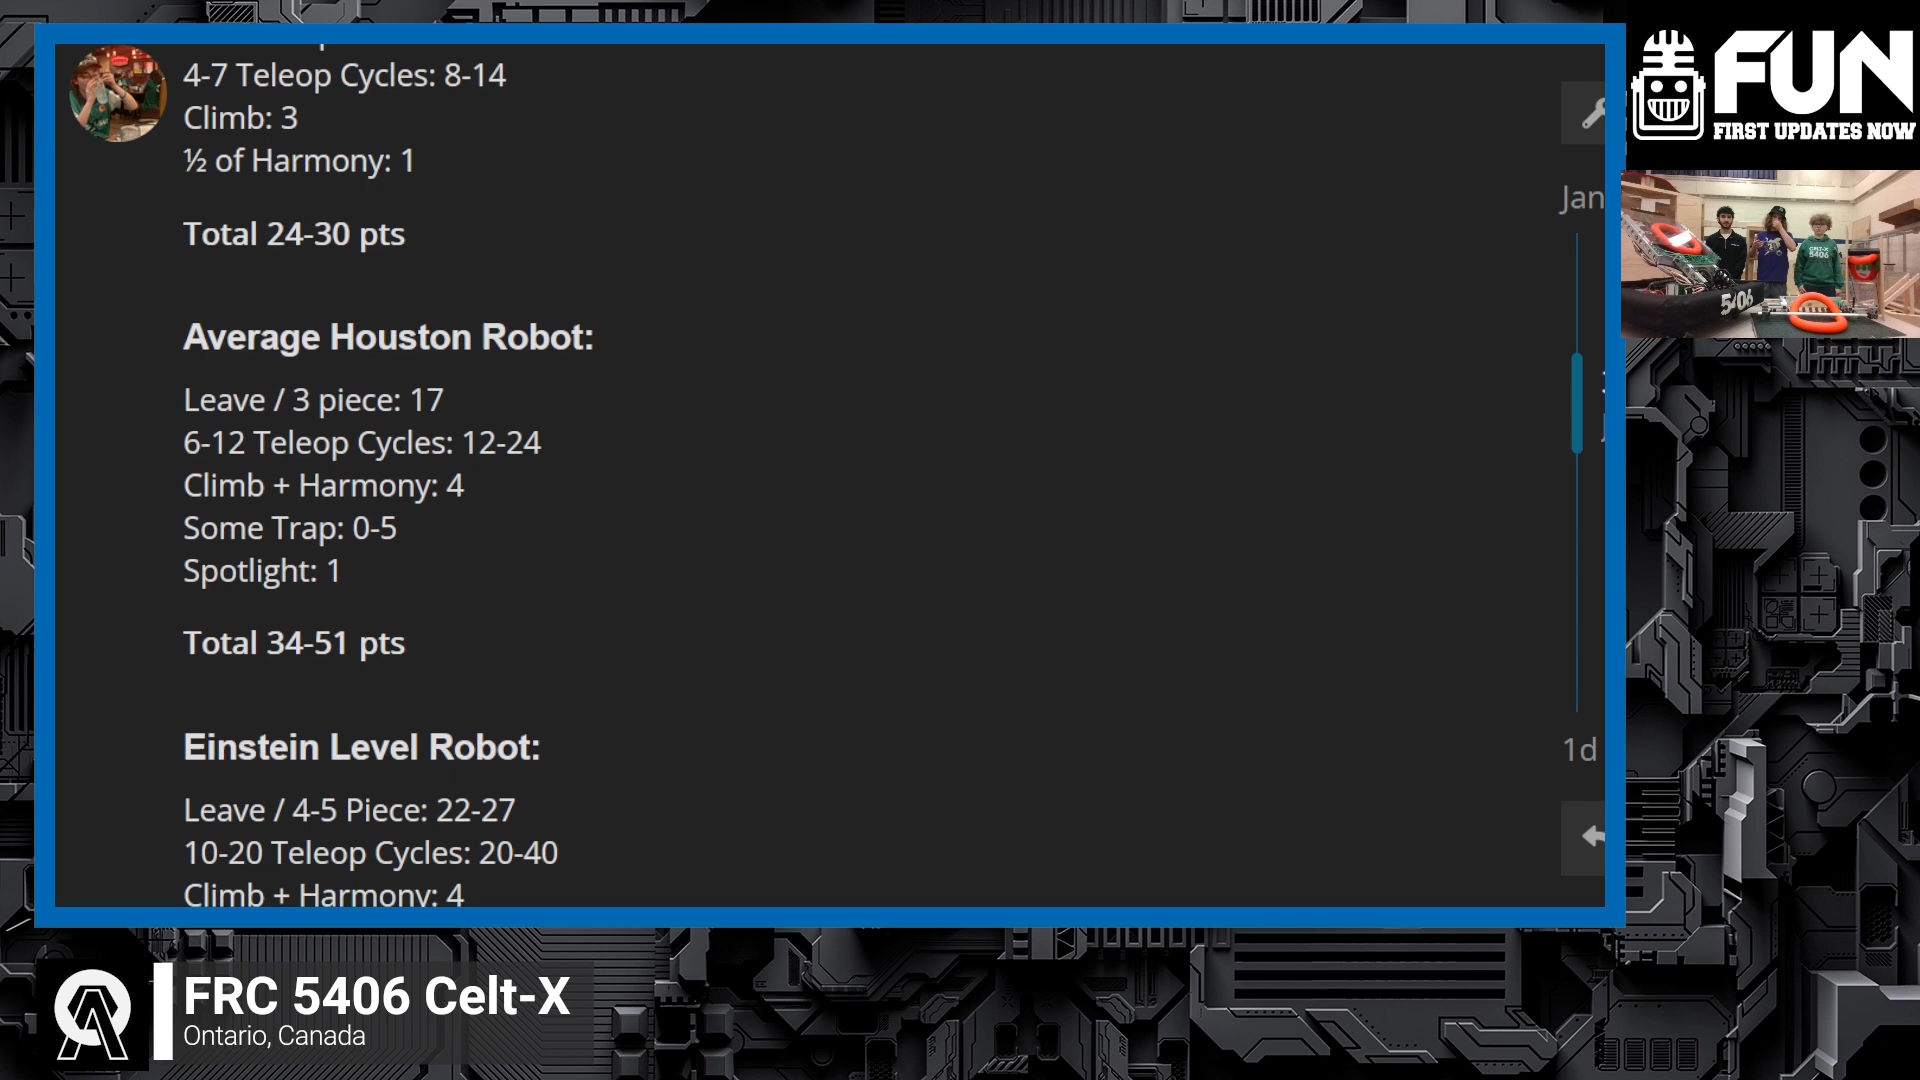 4-7 Teleop Cycles: 8-14
Climb: 3
½ of Harmony: 1
Total 24-30 pts
Average Houston Robot:
Leave / 3 piece: 17
6-12 Teleop Cycles: 12-24
Climb + Harmony: 4
Some Trap: 0-5
Spotlight: 1
Total 34-51 pts
Einstein Level Robot:
Leave / 4-5 Piece: 22-27
10-20 Teleop Cycles: 20-40
Climb + Harmony: 4
Jan
1d
FUN
FIRST UPDATES NOW
CELT-X
5406
5406
FRC 5406 Celt-X
Ontario, Canada